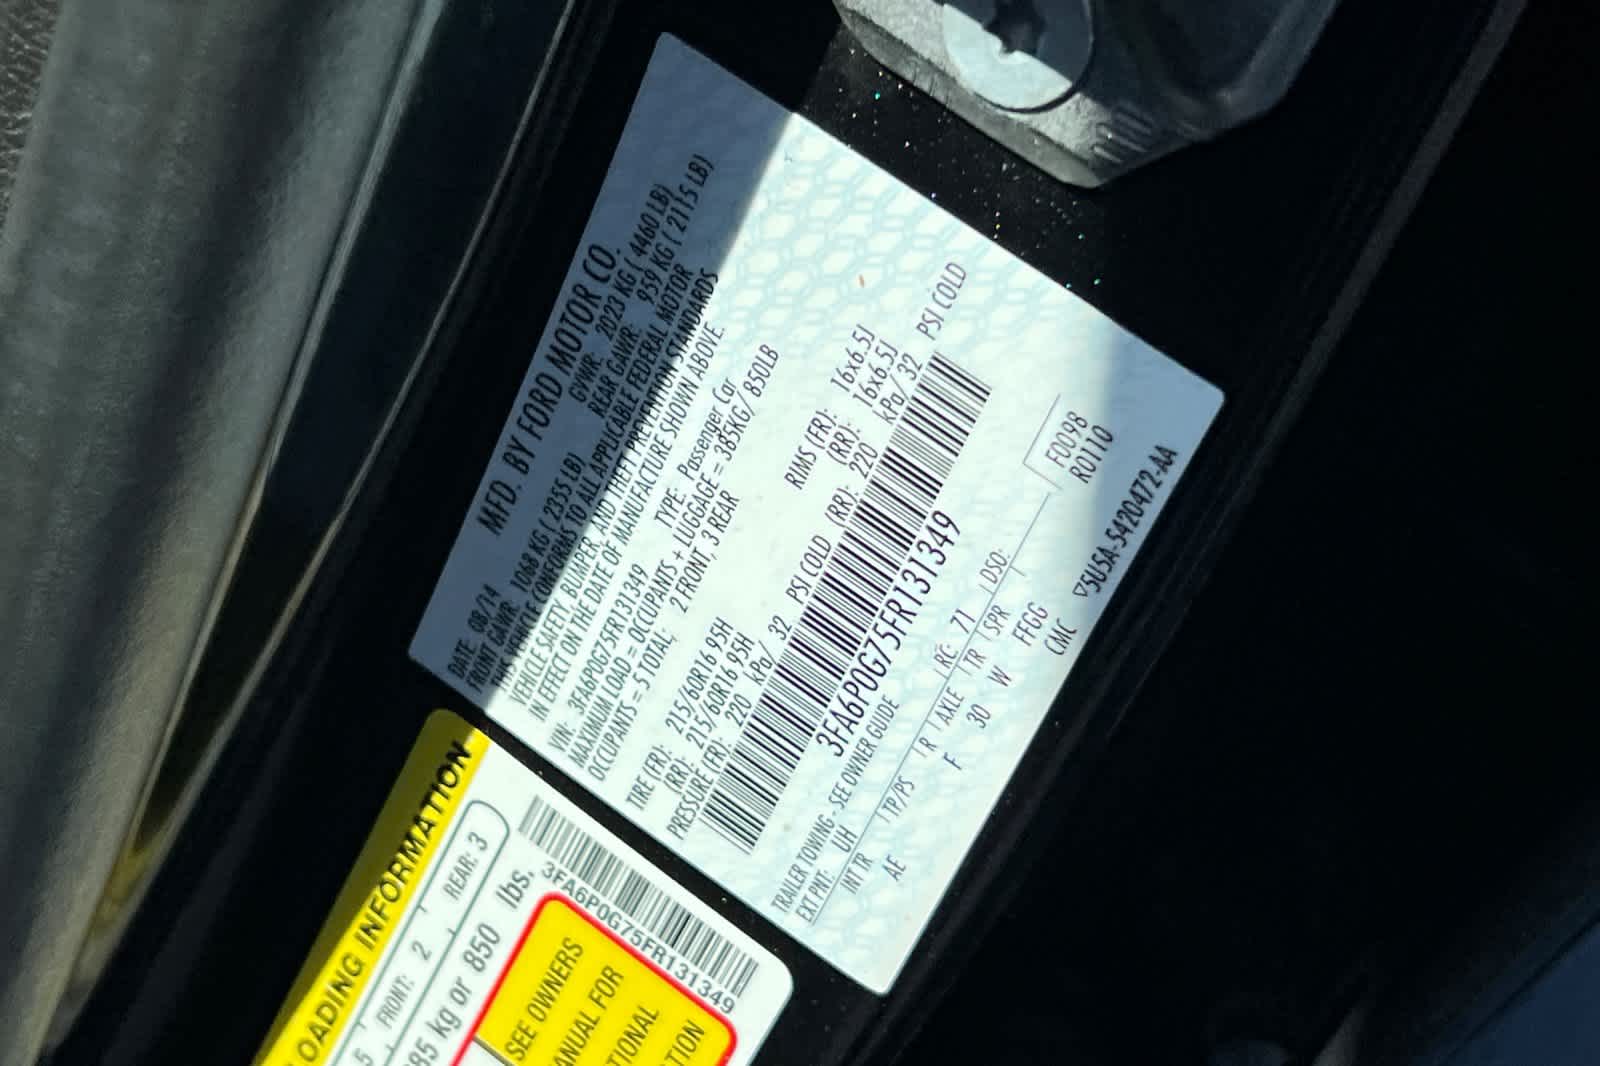 MFD. BY FORD MOTOR CO.
DATE: 08/14 GVWR: 2023 KG ( 4460 LB)
FRONT GAWR: 1068 KG ( 2355 LB) REAR GAWR: 959 KG ( 2115 LB)
THIS VEHICLE CONFORMS TO ALL APPLICABLE FEDERAL MOTOR
VEHICLE SAFETY, BUMPER, AND THEFT PREVENTION STANDARDS
IN EFFECT ON THE DATE OF MANUFACTURE SHOWN ABOVE.
VIN: 3FA6P0G75FR131349 TYPE: Passenger Car
MAXIMUM LOAD = OCCUPANTS + LUGGAGE = 385KG/ 850LB
OCCUPANTS = 5 TOTAL, 2 FRONT, 3 REAR
TIRE (FR): 215/60R16 95H RIMS (FR): 16x6.5J
(RR): 215/60R16 95H (RR): 16x6.5J
PRESSURE (FR): 220 kPa/ 32 PSI COLD (RR): 220 kPa/ 32 PSI COLD
3FA6P0G75FR131349
TRAILER TOWING - SEE OWNER GUIDE
EXT PNT: UH RC: 71 DSO: F0098
R0110
INT TR TP/PS R AXLE TR SPR
AE F 30 W FFGG
CMC
▽5U5A-5420472-AA
LOADING INFORMATION
5 FRONT: 2 REAR: 3
385 kg or 850 lbs.
3FA6P0G75FR131349
SEE OWNERS
MANUAL FOR